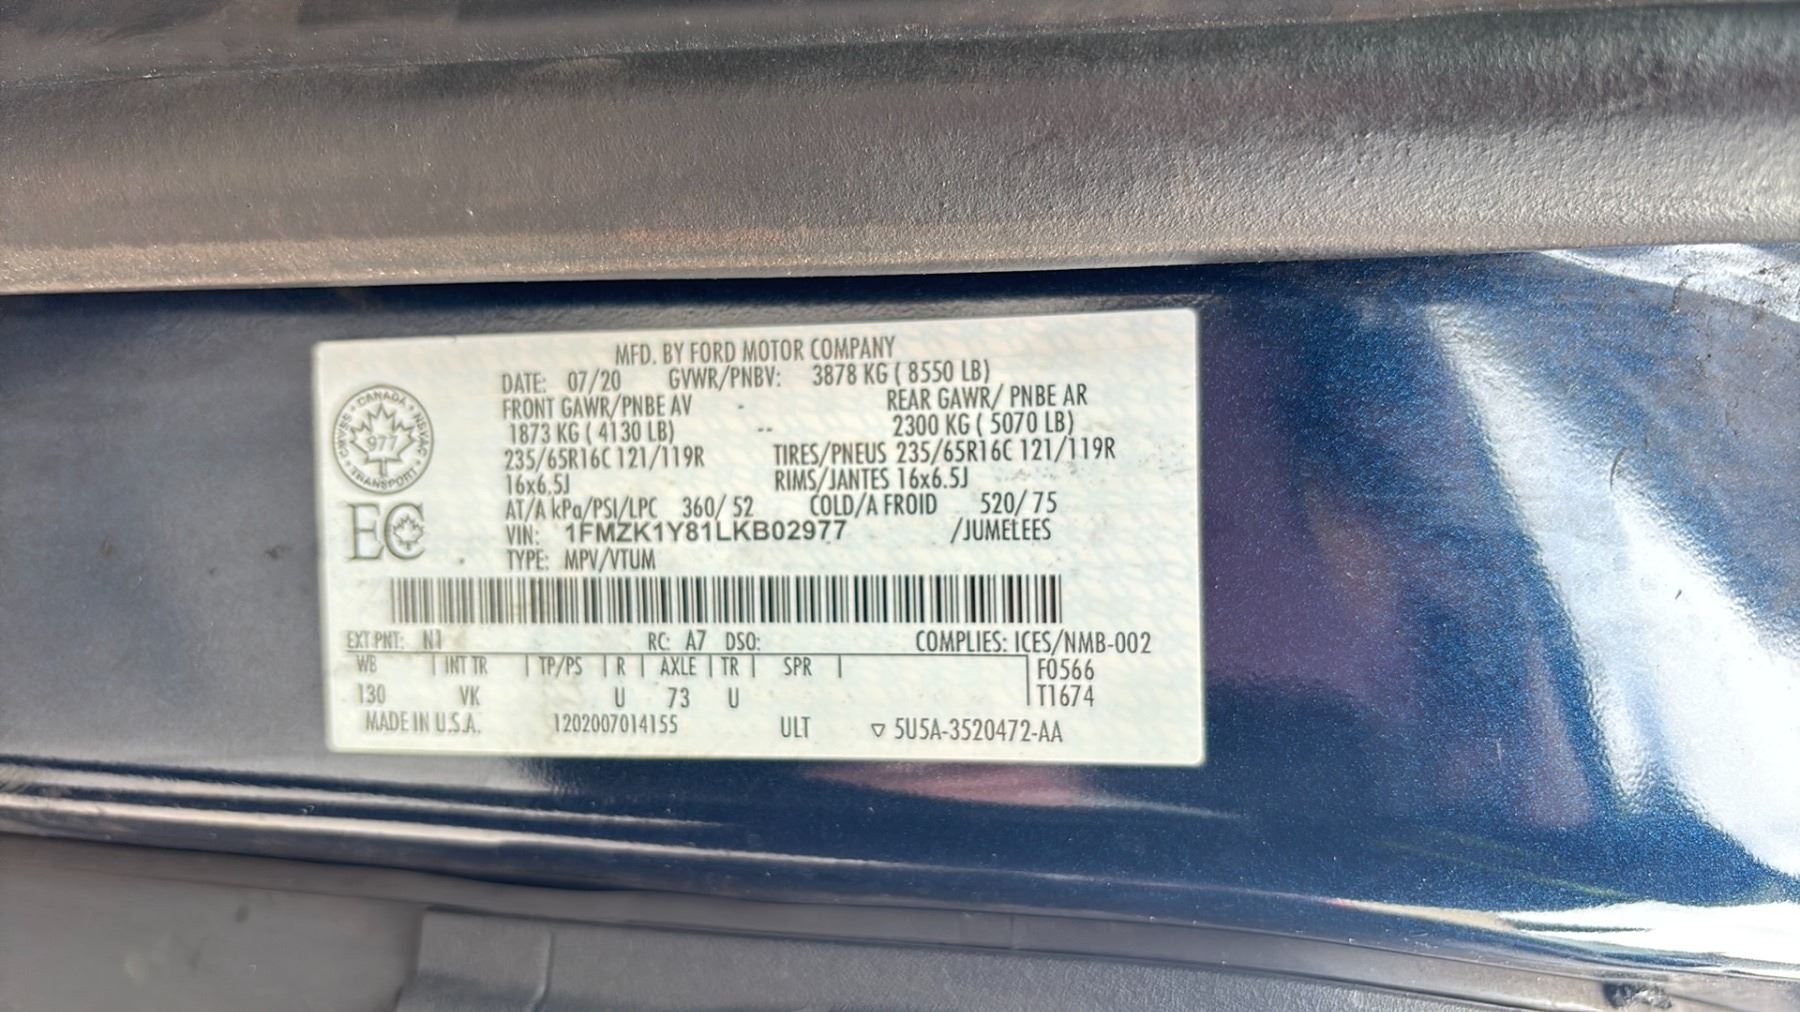 MFD. BY FORD MOTOR COMPANY
DATE: 07/20 GVWR/PNBV: 3878 KG ( 8550 LB)
FRONT GAWR/PNBE AV - REAR GAWR/ PNBE AR
1873 KG ( 4130 LB) -- 2300 KG ( 5070 LB)
235/65R16C 121/119R TIRES/PNEUS 235/65R16C 121/119R
16x6.5J RIMS/JANTES 16x6.5J
AT/A kPa/PSI/LPC 360/ 52 COLD/A FROID 520/ 75
VIN: 1FMZK1Y81LKB02977 /JUMELEES
TYPE: MPV/VTUM
CANADA
CMVSS NSVAC
977
TRANSPORT
EC
EXT PNT: N1 RC: A7 DSO: COMPLIES: ICES/NMB-002
WB | INT TR | TP/PS | R | AXLE | TR | SPR | F0566
130 VK U 73 U T1674
MADE IN U.S.A. 1202007014155 ULT ▽ 5U5A-3520472-AA